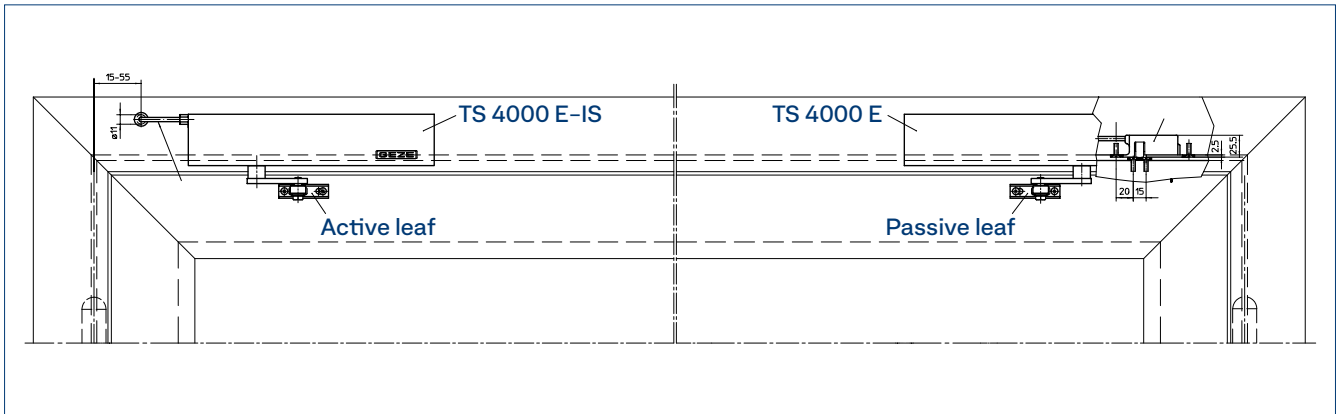 15-55
TS 4000 E-IS
TS 4000 E
ø11
GEZE
2.5
25.5
20
15
Active leaf
Passive leaf